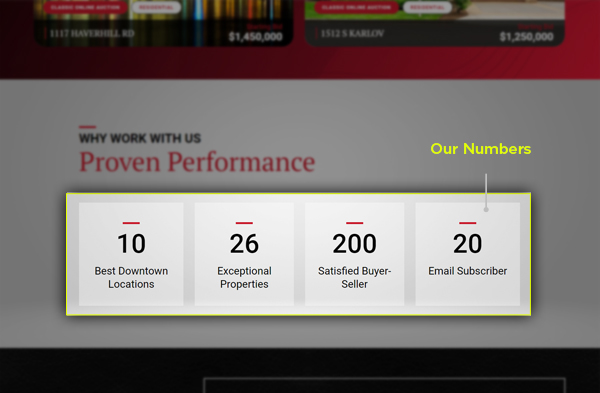 CLASSIC ONLINE AUCTION RESIDENTIAL
CLASSIC ONLINE AUCTION RESIDENTIAL
1117 HAVERHILL RD
$1,450,000
1512 S KARLOV
$1,250,000
WHY WORK WITH US
Proven Performance
Our Numbers
10
Best Downtown
Locations
26
Exceptional
Properties
200
Satisfied Buyer-
Seller
20
Email Subscriber